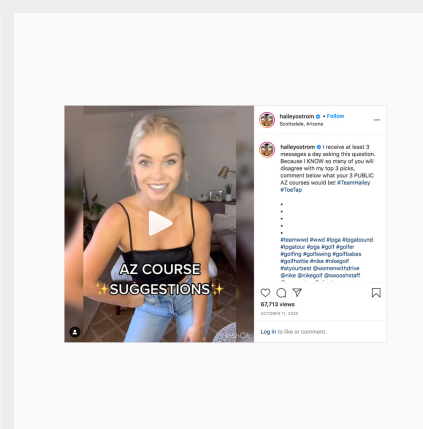 haileyostrom • Follow
Scottsdale, Arizona
haileyostrom I receive at least 3
messages a day asking this question.
Because I KNOW so many of you will
disagree with my top 3 picks,
comment below what your 3 PUBLIC
AZ courses would be! #TeamHailey
#ToeTap
•
•
•
•
•
#teamwwd #wwd #lpga #lpgabound
#lpgatour #pga #golf #golfer
#golfing #golfswing #golfbabes
#golfhottie #nike #nikegolf
#atyourbest @womenwithdrive
@nike @nikegolf @swooshstaff
AZ COURSE
✨SUGGESTIONS✨
67,713 views
OCTOBER 11, 2020
Log in to like or comment.